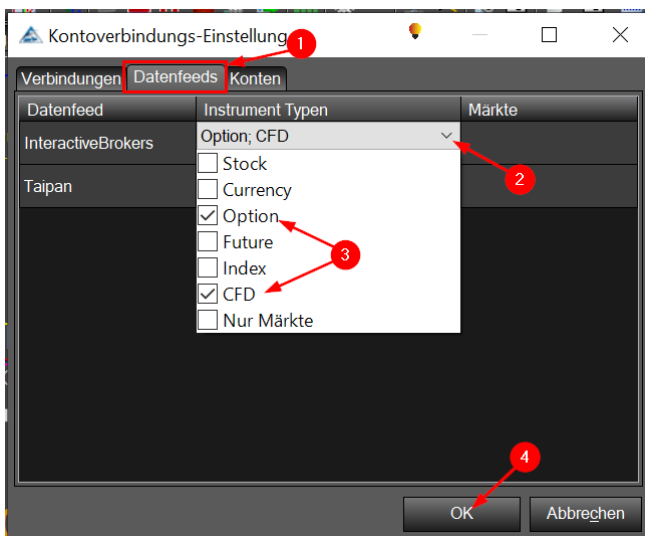 Kontoverbindungs-Einstellung
1
Verbindungen Datenfeeds Konten
Datenfeed Instrument Typen Märkte
InteractiveBrokers Option; CFD
2
Taipan
Stock
Currency
Option
Future
3
Index
CFD
Nur Märkte
4
OK Abbrechen